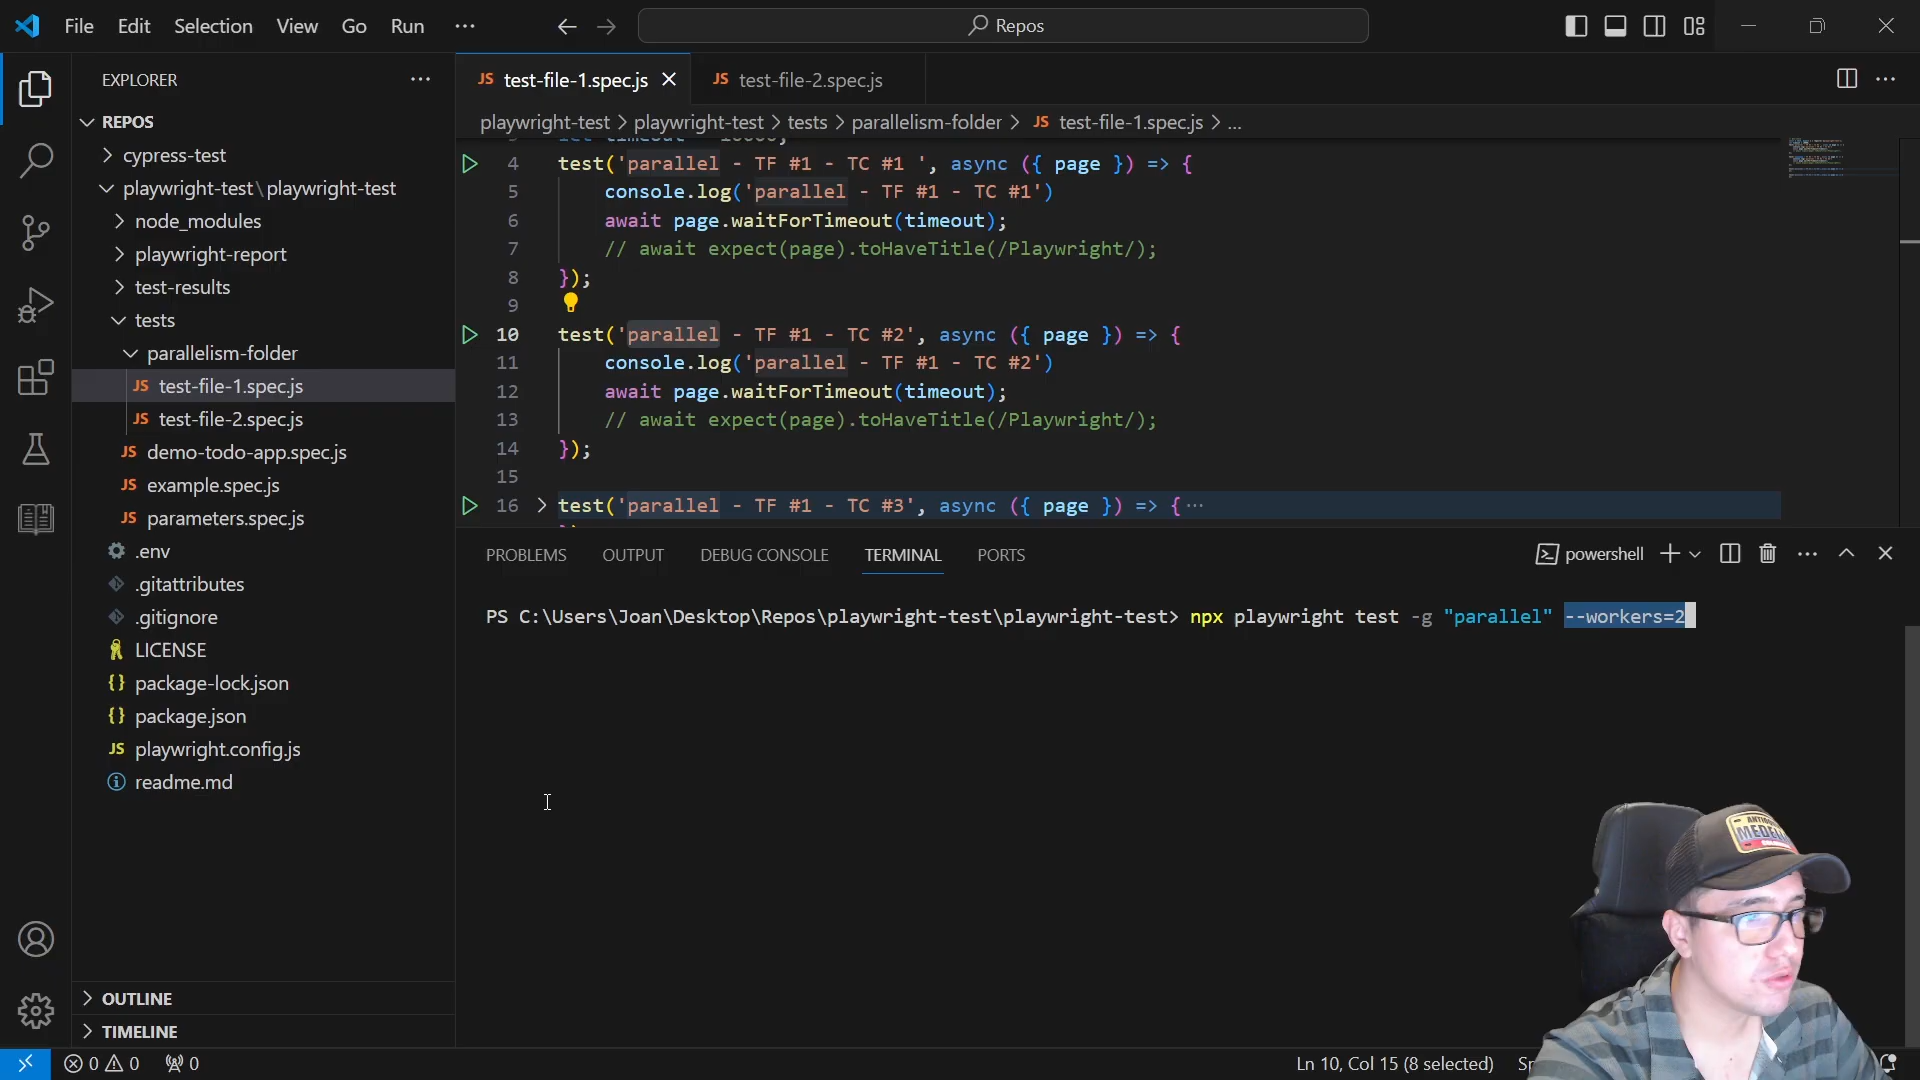 File Edit Selection View Go Run ··· Repos
EXPLORER ···
REPOS
cypress-test
playwright-test\playwright-test
node_modules
playwright-report
test-results
tests
parallelism-folder
JS test-file-1.spec.js
JS test-file-2.spec.js
JS demo-todo-app.spec.js
JS example.spec.js
JS parameters.spec.js
.env
.gitattributes
.gitignore
LICENSE
{} package-lock.json
{} package.json
JS playwright.config.js
readme.md
OUTLINE
TIMELINE
JS test-file-1.spec.js JS test-file-2.spec.js
playwright-test > playwright-test > tests > parallelism-folder > JS test-file-1.spec.js > ...
4 test('parallel - TF #1 - TC #1 ', async ({ page }) => {
5 console.log('parallel - TF #1 - TC #1')
6 await page.waitForTimeout(timeout);
7 // await expect(page).toHaveTitle(/Playwright/);
8 });
9
10 test('parallel - TF #1 - TC #2', async ({ page }) => {
11 console.log('parallel - TF #1 - TC #2')
12 await page.waitForTimeout(timeout);
13 // await expect(page).toHaveTitle(/Playwright/);
14 });
15
16 test('parallel - TF #1 - TC #3', async ({ page }) => {···
PROBLEMS OUTPUT DEBUG CONSOLE TERMINAL PORTS powershell
PS C:\Users\Joan\Desktop\Repos\playwright-test\playwright-test> npx playwright test -g "parallel" --workers=2
MEDE
0 0 0 Ln 10, Col 15 (8 selected)